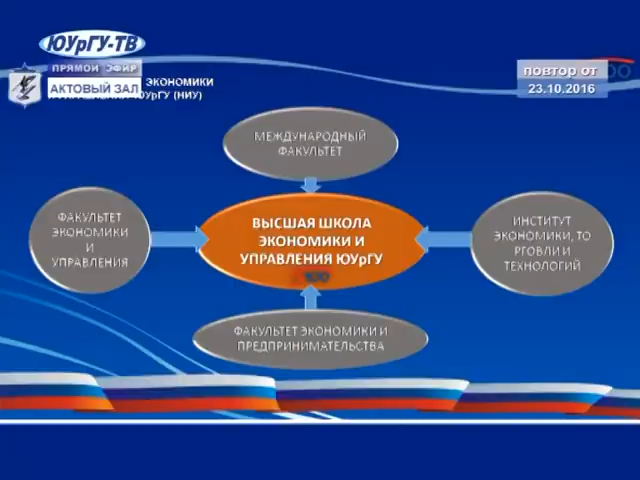 ЮУрГУ-ТВ
ПРЯМОЙ ЭФИР
АКТОВЫЙ ЗАЛ
ЭКОНОМИКИ
ЮУрГУ (НИУ)
повтор от
23.10.2016
МЕЖДУНАРОДНЫЙ
ФАКУЛЬТЕТ
ФАКУЛЬТЕТ
ЭКОНОМИКИ
И
УПРАВЛЕНИЯ
ВЫСШАЯ ШКОЛА
ЭКОНОМИКИ И
УПРАВЛЕНИЯ ЮУрГУ
ИНСТИТУТ
ЭКОНОМИКИ, ТО
РГОВЛИ И
ТЕХНОЛОГИЙ
ФАКУЛЬТЕТ ЭКОНОМИКИ И
ПРЕДПРИНИМАТЕЛЬСТВА